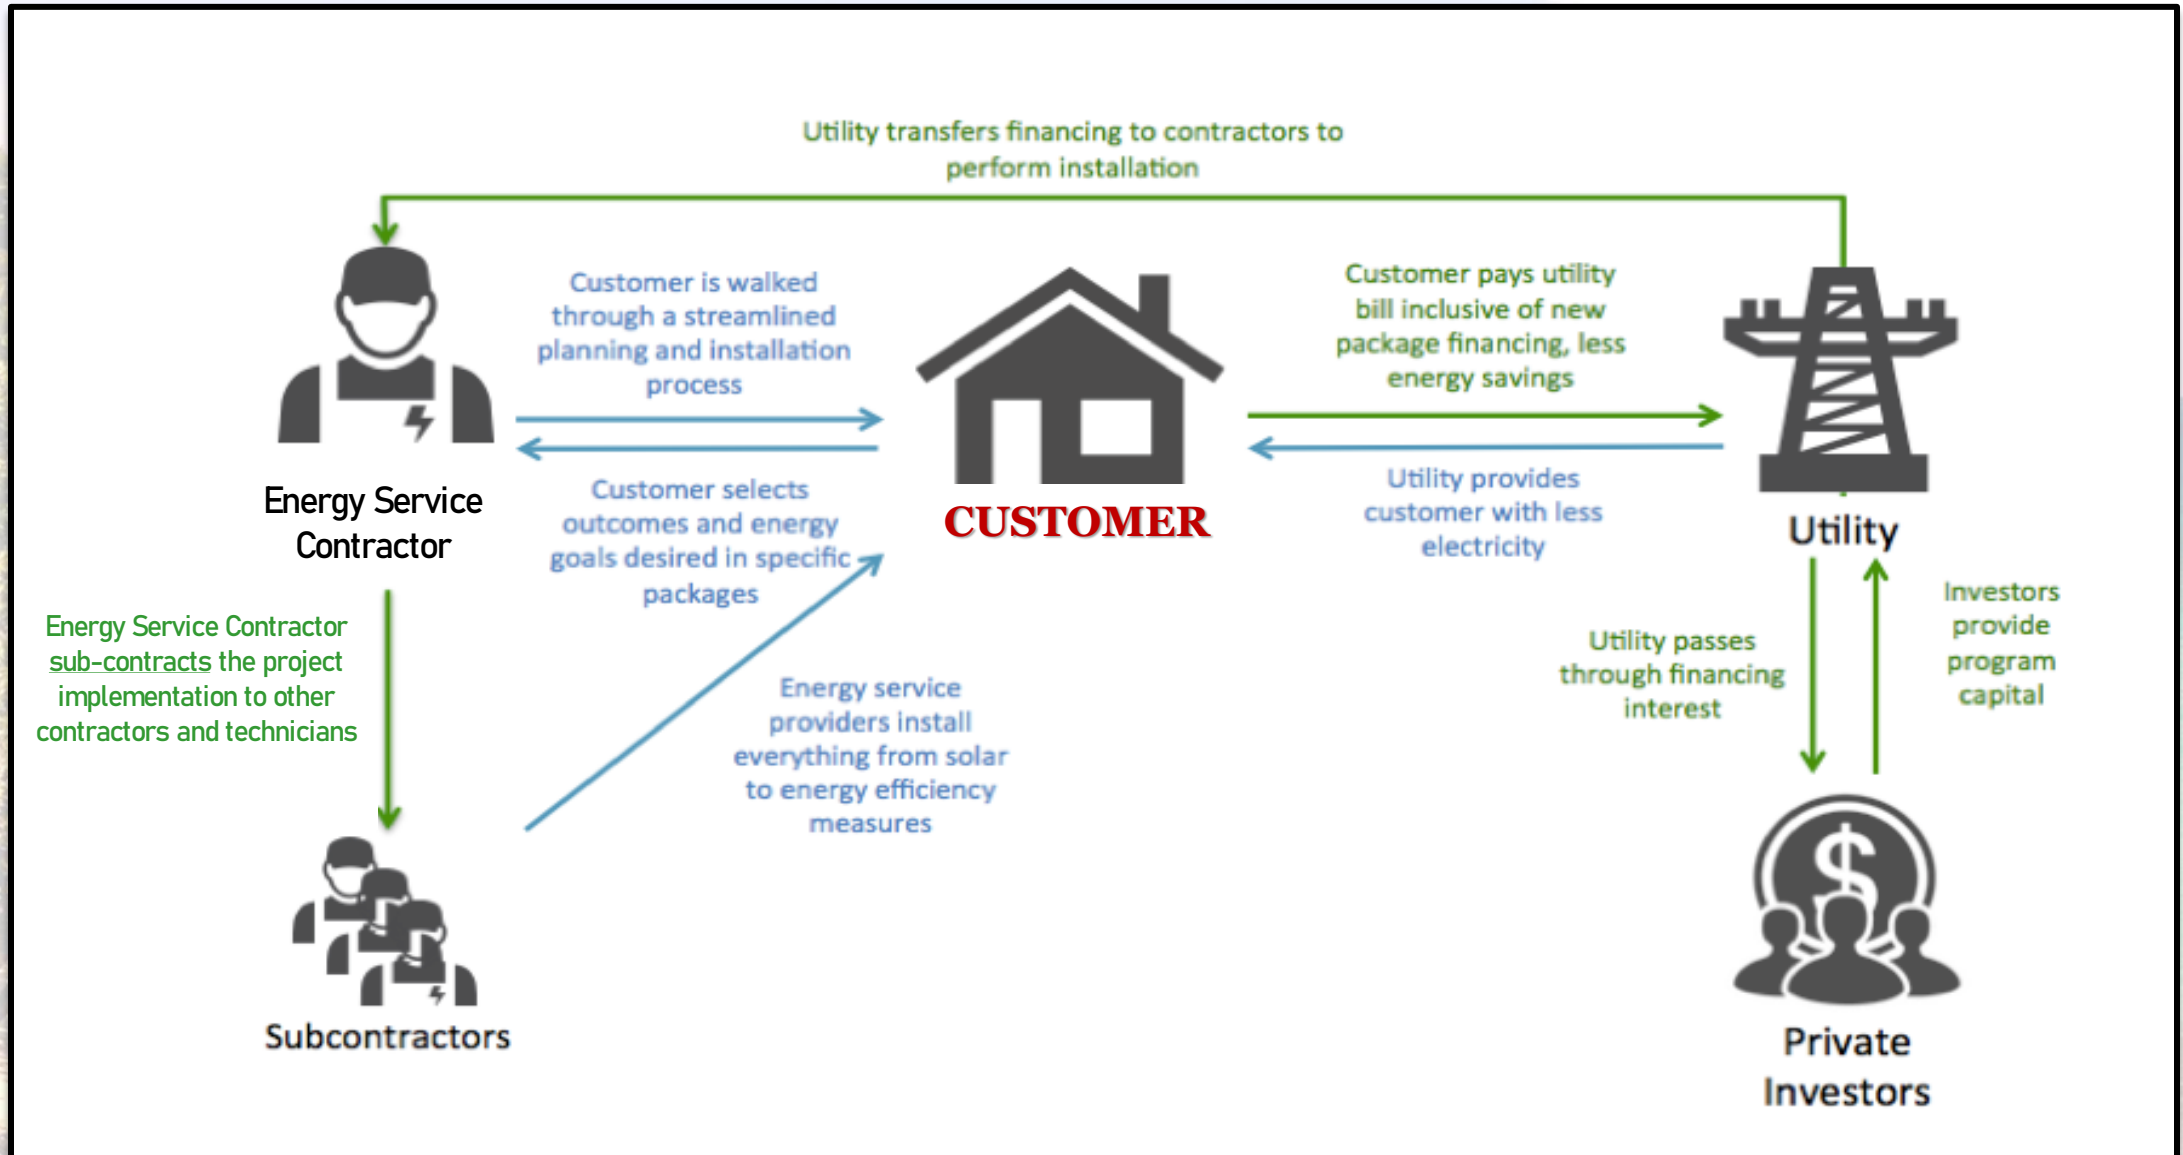 Utility transfers financing to contractors to
perform installation
Customer is walked
through a streamlined
planning and installation
process
Customer pays utility
bill inclusive of new
package financing, less
energy savings
Energy Service
Contractor
Customer selects
outcomes and energy
goals desired in specific
packages
CUSTOMER
Utility provides
customer with less
electricity
Utility
Energy Service Contractor
sub-contracts the project
implementation to other
contractors and technicians
Energy service
providers install
everything from solar
to energy efficiency
measures
Utility passes
through financing
interest
Investors
provide
program
capital
$
Subcontractors
Private
Investors